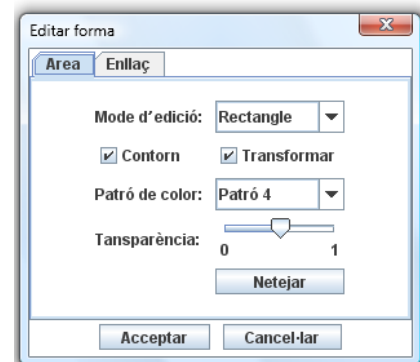 Editar forma
Area Enllaç
Mode d'edició: Rectangle
Contorn Transformar
Patró de color: Patró 4
Tansparència:
0 1
Netejar
Acceptar Cancel·lar